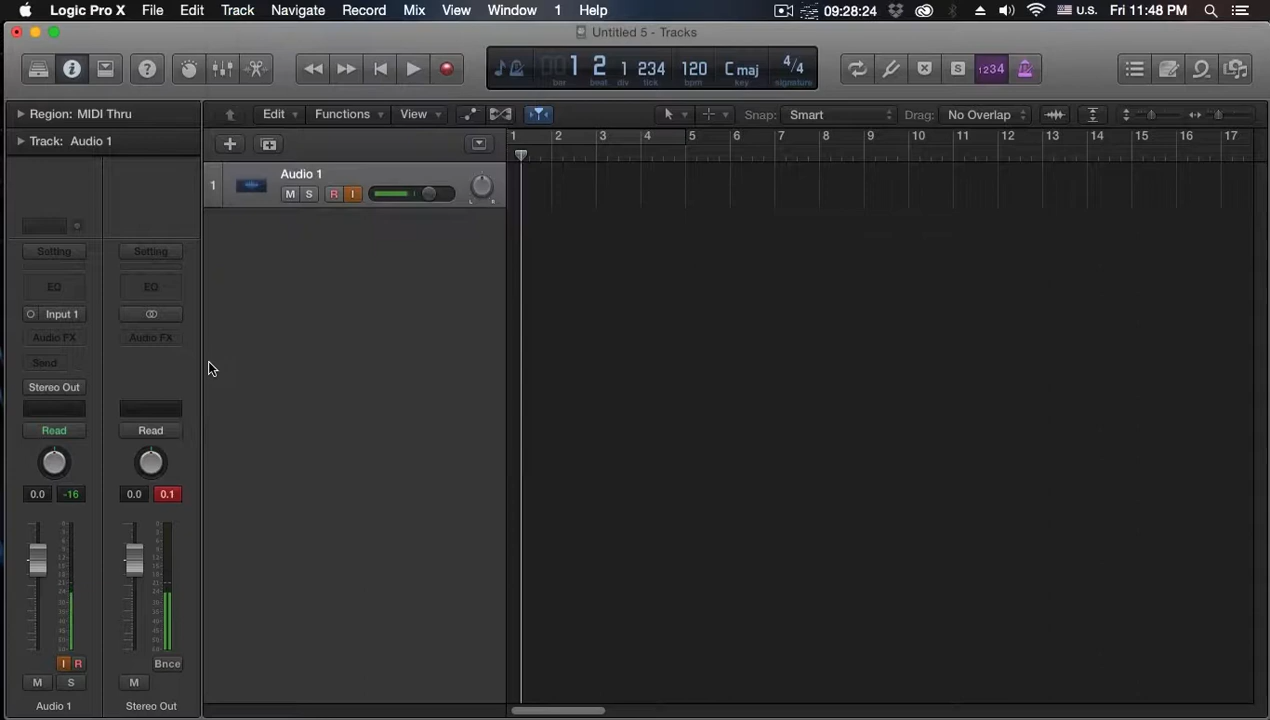 Logic Pro X File Edit Track Navigate Record Mix View Window 1 Help 09:28:24 U.S. Fri 11:48 PM
Untitled 5 - Tracks
1 2 1 234 120 C maj 4/4 1234 S
bar beat div tick tempo key signature
Region: MIDI Thru Edit Functions View Snap: Smart Drag: No Overlap
Track: Audio 1
1 2 3 4 5 6 7 8 9 10 11 12 13 14 15 16 17
1 Audio 1
M S R I
L R
Setting Setting
EQ EQ
Input 1
Audio FX Audio FX
Send
Stereo Out
Read Read
0.0 -16 0.0 0.1
I R Bnce
M S M
Audio 1 Stereo Out